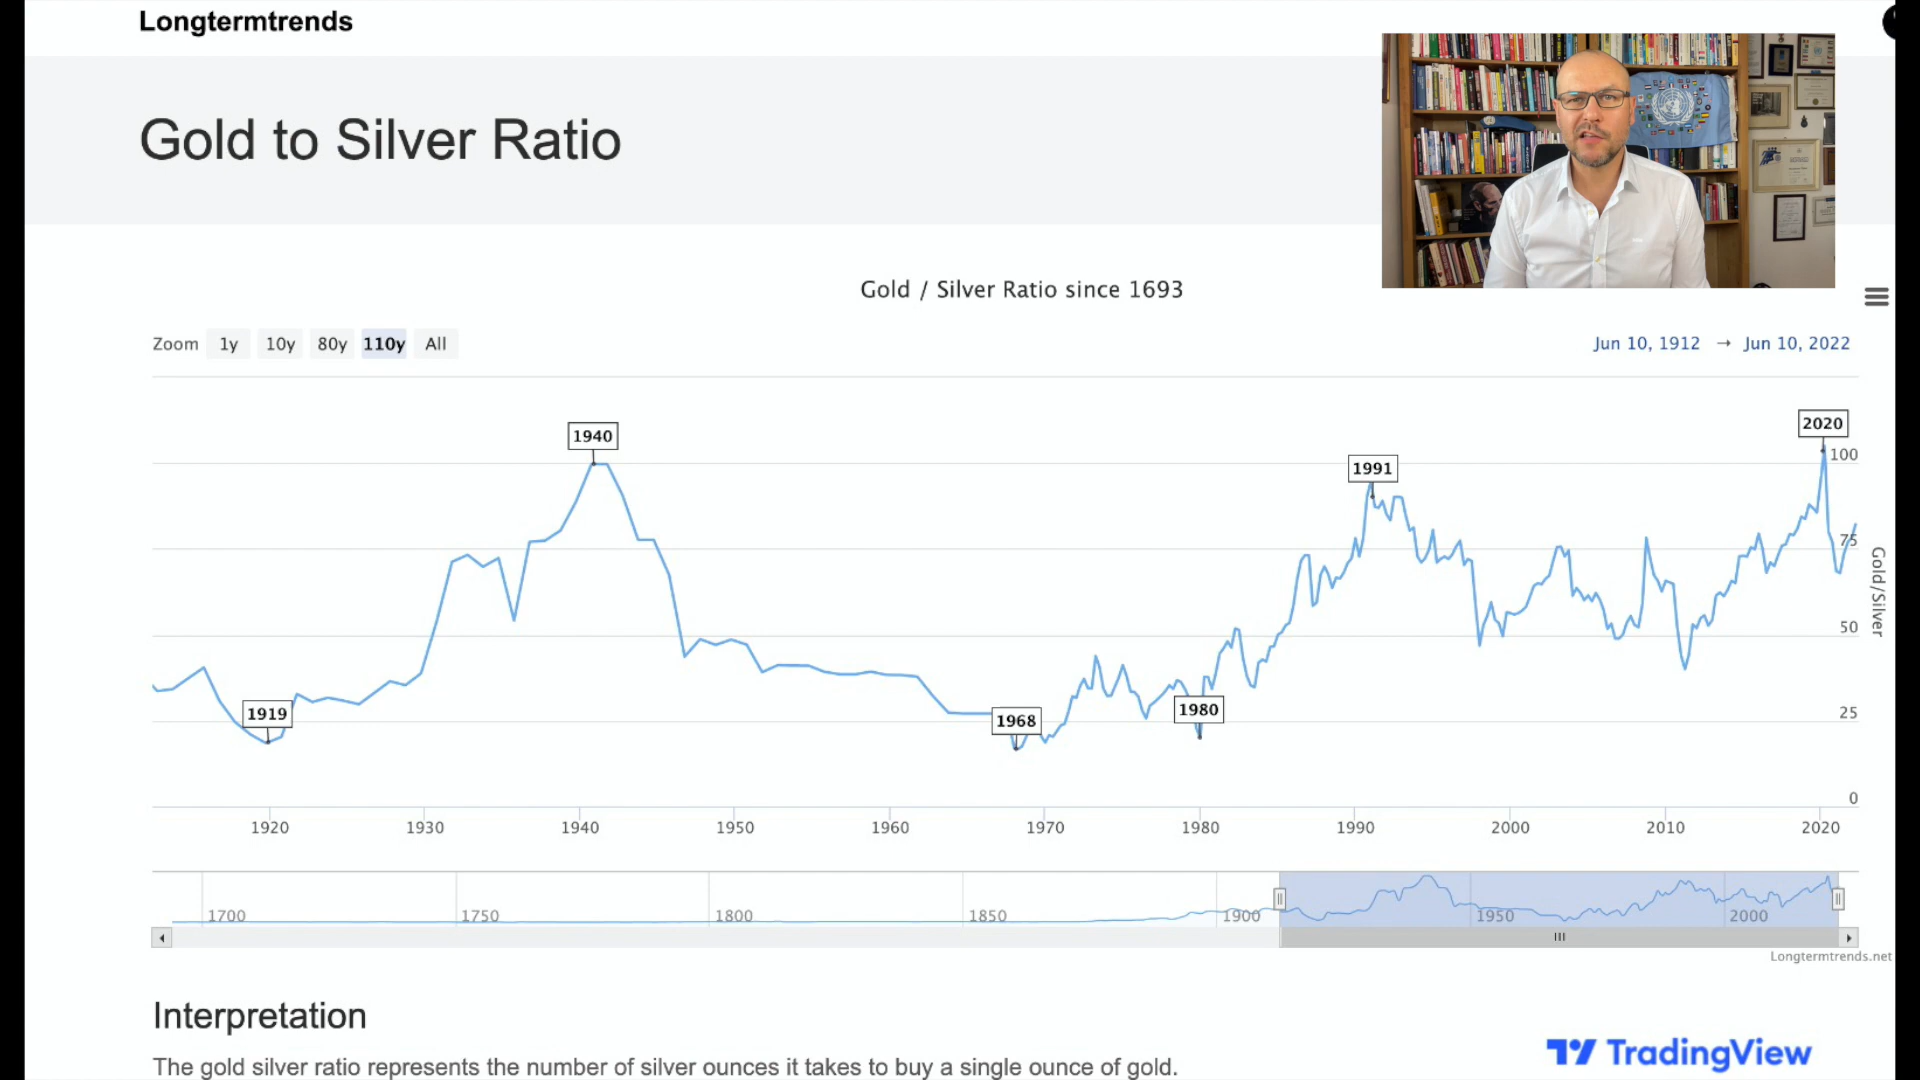 Longtermtrends
Gold to Silver Ratio
Gold / Silver Ratio since 1693
Zoom 1y 10y 80y 110y All
Jun 10, 1912 → Jun 10, 2022
2020
1940
1991
1919
1968
1980
100
75
50
25
0
Gold/Silver
1920 1930 1940 1950 1960 1970 1980 1990 2000 2010 2020
1700 1750 1800 1850 1900 1950 2000
Longtermtrends.net
Interpretation
The gold silver ratio represents the number of silver ounces it takes to buy a single ounce of gold.
TradingView